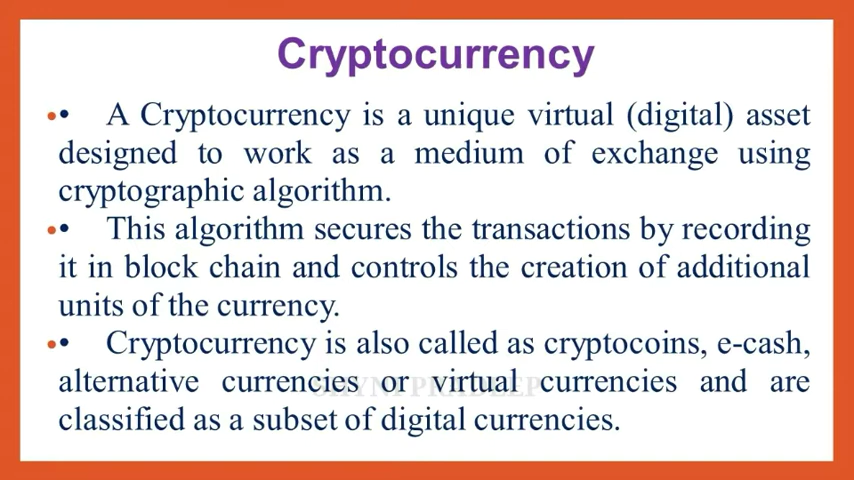 Cryptocurrency
•• A Cryptocurrency is a unique virtual (digital) asset
designed to work as a medium of exchange using
cryptographic algorithm.
•• This algorithm secures the transactions by recording
it in block chain and controls the creation of additional
units of the currency.
•• Cryptocurrency is also called as cryptocoins, e-cash,
alternative currencies or virtual currencies and are
classified as a subset of digital currencies.